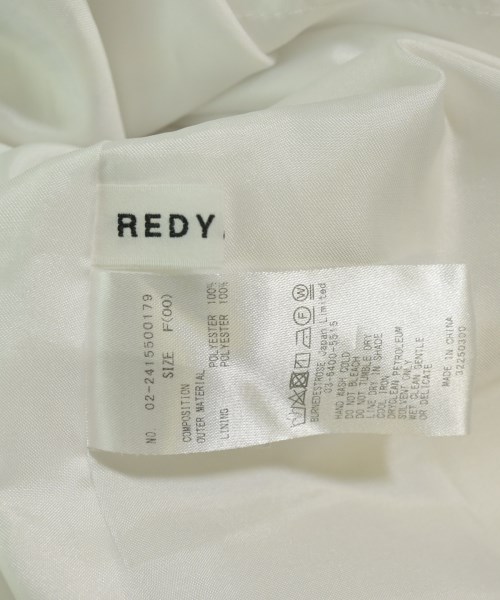 REDY
NO. 02-2415500179
SIZE F(00)
COMPOSITION
OUTER MATERIAL POLYESTER 100%
POLYESTER 100%
LINING
BURNEDESTROSE Japan Limited
03-6400-5515
HAND WASH COLD
DO NOT BLEACH
DO NOT TUMBLE DRY
LINE DRY IN SHADE
COOL IRON
DRYCLEAN PETROLEUM
SOLVENT ONLY
WET CLEAN GENTLE
OR DELICATE
MADE IN CHINA
32250300